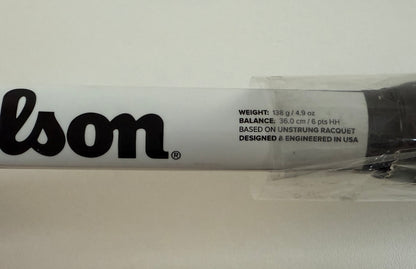 lson®
WEIGHT: 138 g / 4.9 oz
BALANCE: 36.0 cm / 6 pts HH
BASED ON UNSTRUNG RACQUET
DESIGNED & ENGINEERED IN USA